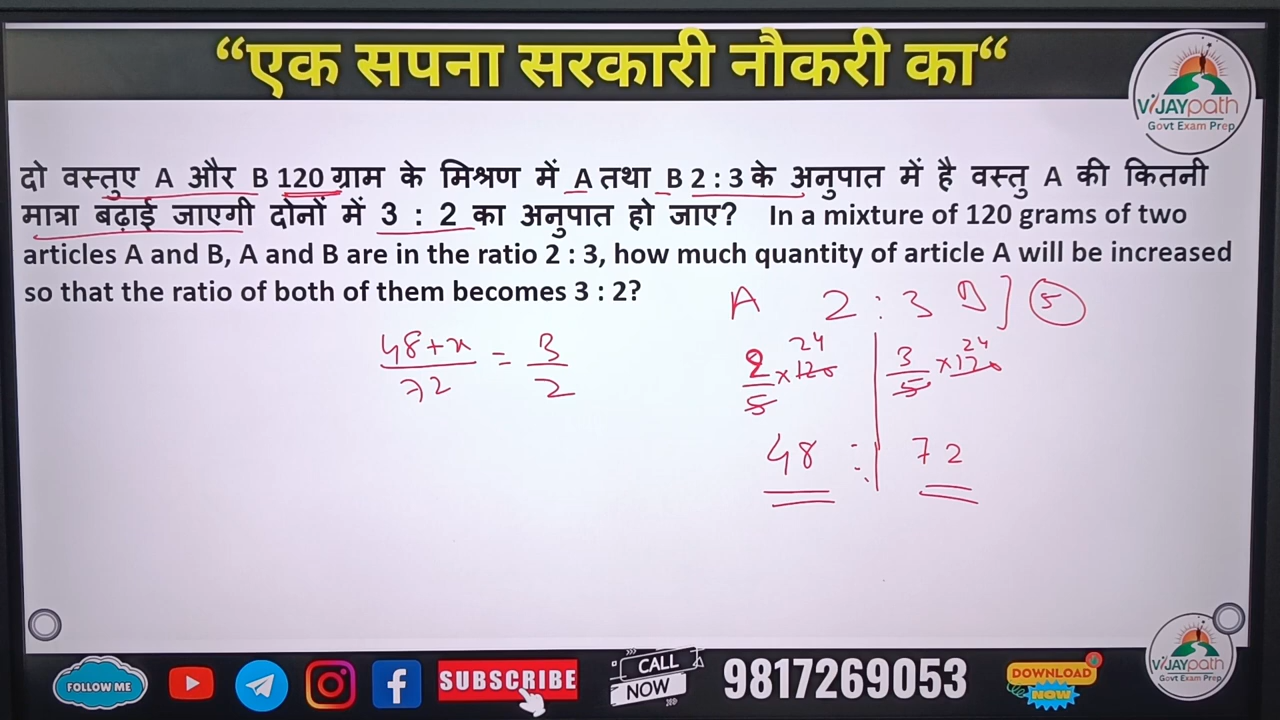 “एक सपना सरकारी नौकरी का“
VIJAYpath
Govt Exam Prep
दो वस्तुए A और B 120 ग्राम के मिश्रण में A तथा B 2 : 3 के अनुपात में है वस्तु A की कितनी
मात्रा बढ़ाई जाएगी दोनों में 3 : 2 का अनुपात हो जाए? In a mixture of 120 grams of two
articles A and B, A and B are in the ratio 2 : 3, how much quantity of article A will be increased
so that the ratio of both of them becomes 3 : 2?
A 2 : 3 B] 5
48+x/72 = 3/2
2/5 x 120 24
3/5 x 120 24
48 : 72
FOLLOW ME
SUBSCRIBE
CALL
NOW
9817269053
DOWNLOAD
NOW
VIJAYpath
Govt Exam Prep